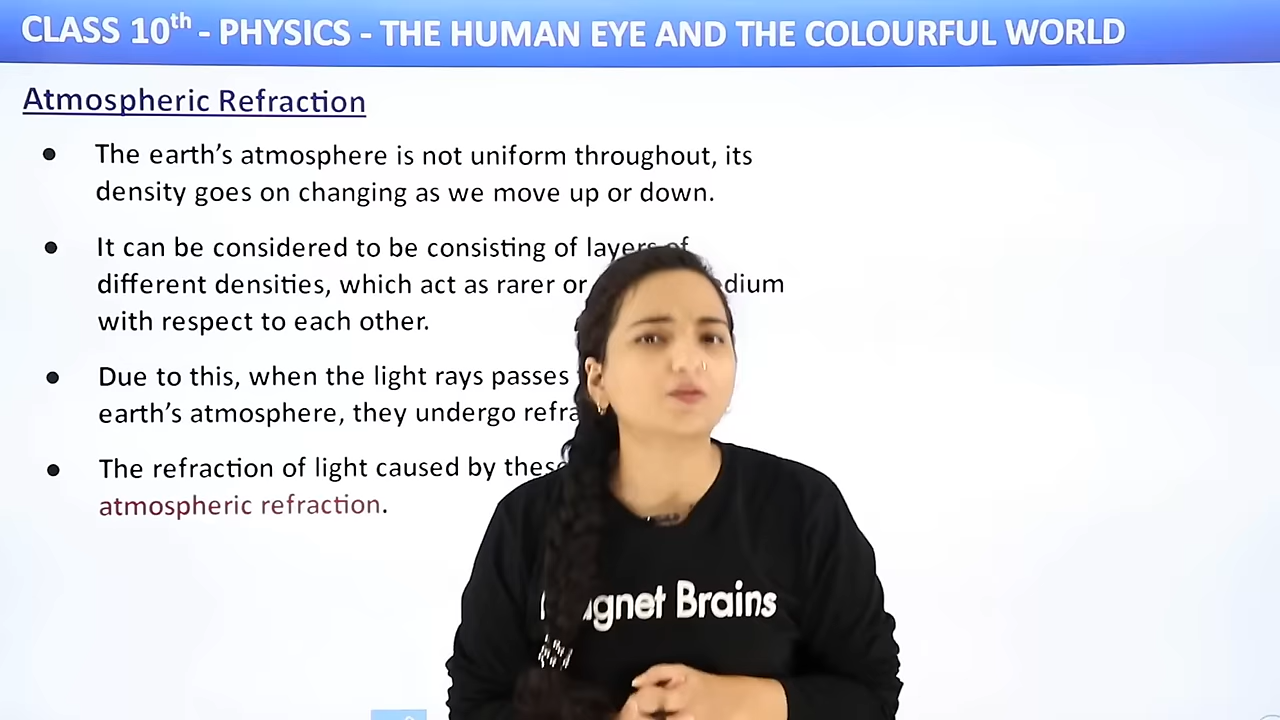 CLASS 10th - PHYSICS - THE HUMAN EYE AND THE COLOURFUL WORLD
Atmospheric Refraction
● The earth's atmosphere is not uniform throughout, its
density goes on changing as we move up or down.
● It can be considered to be consisting of layers of
different densities, which act as rarer or
with respect to each other.
● Due to this, when the light rays passes
earth's atmosphere, they undergo
● The refraction of light caused by these
atmospheric refraction.
Brains